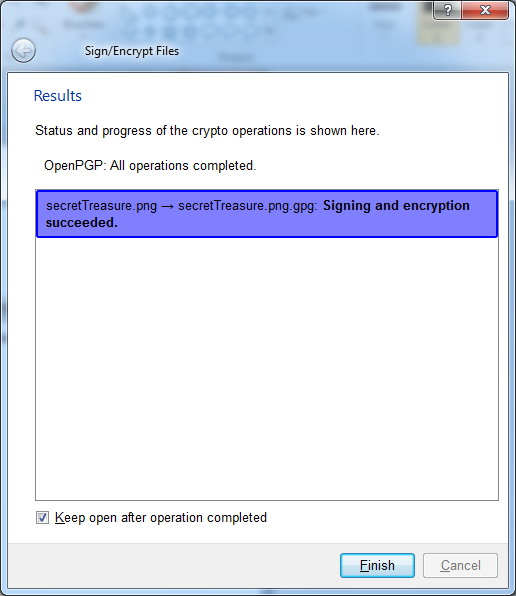 Sign/Encrypt Files
Results
Status and progress of the crypto operations is shown here.
OpenPGP: All operations completed.
secretTreasure.png → secretTreasure.png.gpg: Signing and encryption
succeeded.
Keep open after operation completed
Finish
Cancel